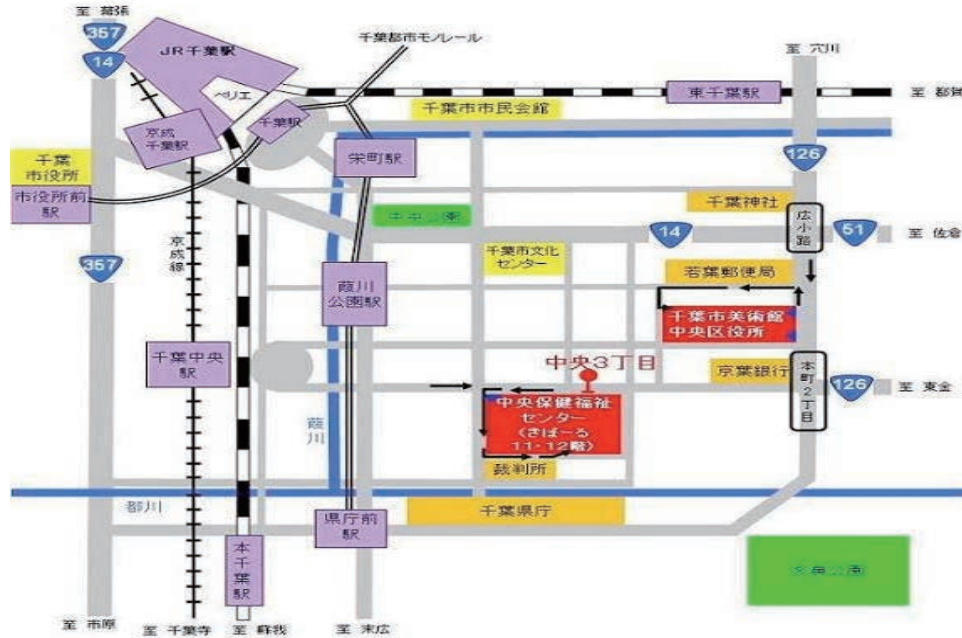 至 幕張
357
14
JR千葉駅
千葉都市モノレール
至 穴川
ペリエ
東千葉駅
至 都賀
千葉市市民会館
千葉駅
京成
千葉駅
栄町駅
126
千葉
市役所
市役所前
駅
千葉神社
中央公園
広小路
14
51
至 佐倉
京成線
千葉市文化
センター
357
若葉郵便局
葭川
公園駅
千葉市美術館
中央区役所
千葉中央
駅
中央3丁目
京葉銀行
本町2丁目
126
至 東金
中央保健福祉
センター
(きぼーる
11・12階)
葭川
裁判所
都川
千葉県庁
県庁前
駅
本千葉駅
公園
至 市原
至 千葉寺
至 蘇我
至 末広